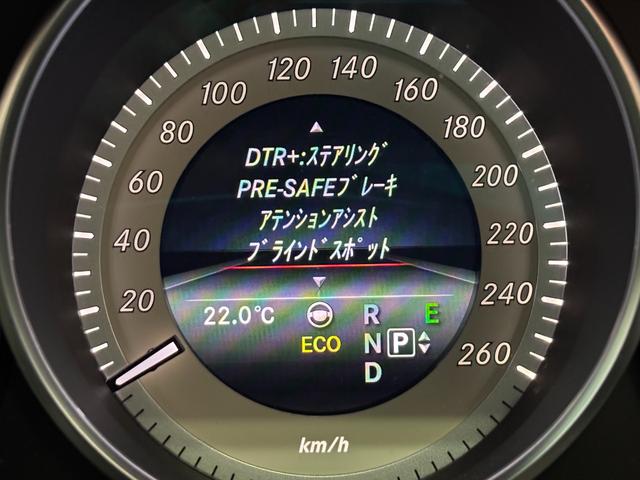 120 140
100 160
80 180
60 200
40 220
20 240
260
DTR+:ステアリング
PRE-SAFEブレーキ
アテンションアシスト
ブラインドスポット
22.0℃ R E
ECO N P
D
km/h